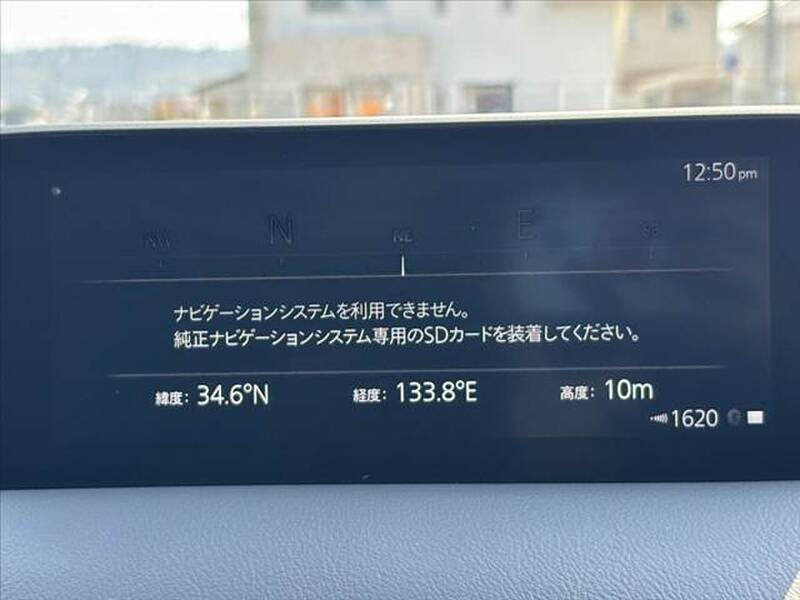 12:50pm
NW N NE E SE
ナビゲーションシステムを利用できません。
純正ナビゲーションシステム専用のSDカードを装着してください。
緯度: 34.6°N 経度: 133.8°E 高度: 10m
1620